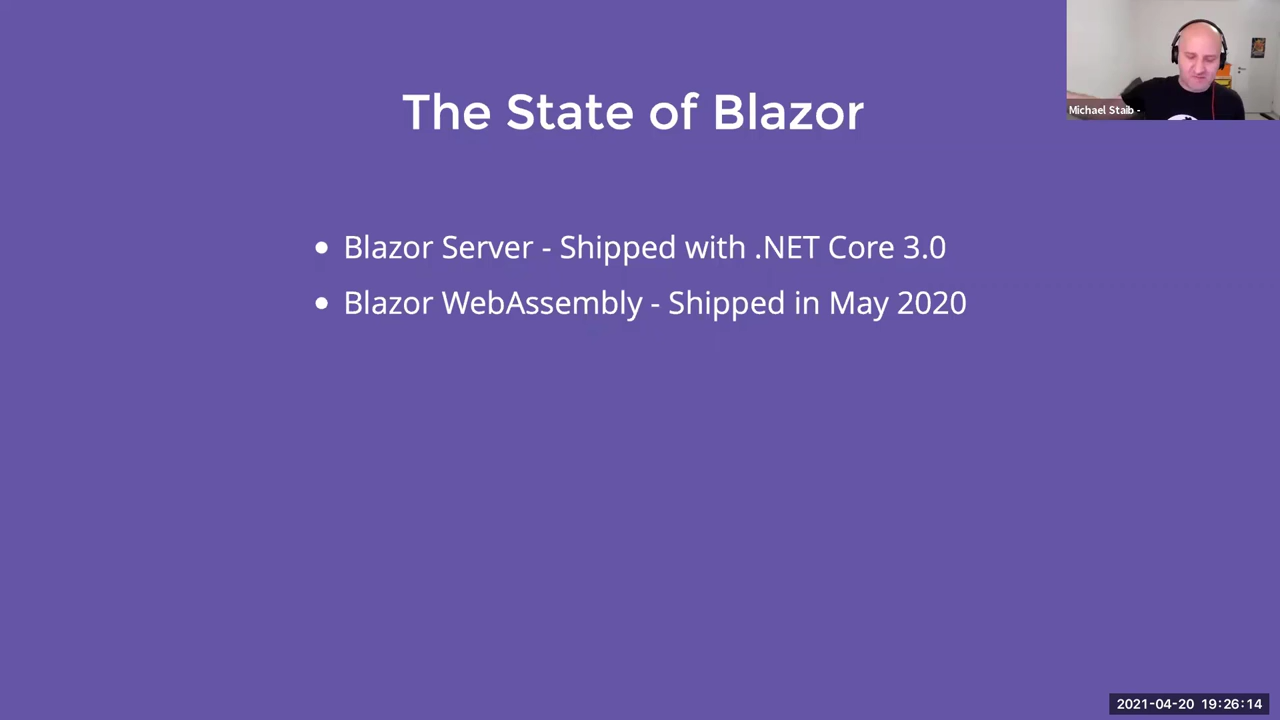 The State of Blazor
Michael Staib -
Blazor Server - Shipped with .NET Core 3.0
Blazor WebAssembly - Shipped in May 2020
2021-04-20 19:26:14